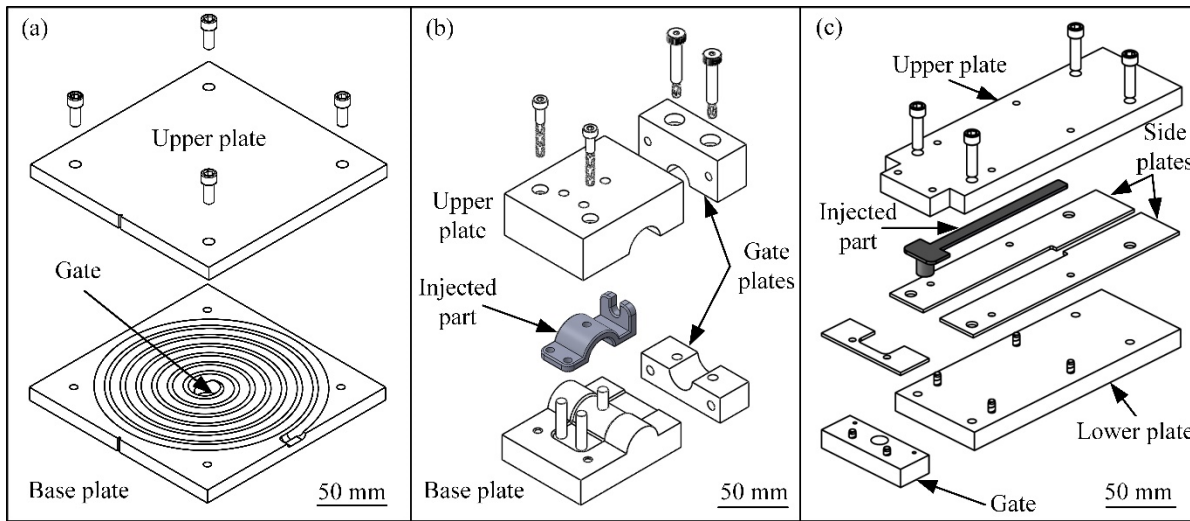 (a)
Upper plate
Gate
Base plate
50 mm
(b)
Upper
platc
Gate
plates
Injected
part
Base plate
50 mm
(c)
Upper plate
Side
plates
Injected
part
Lower plate
Gate
50 mm